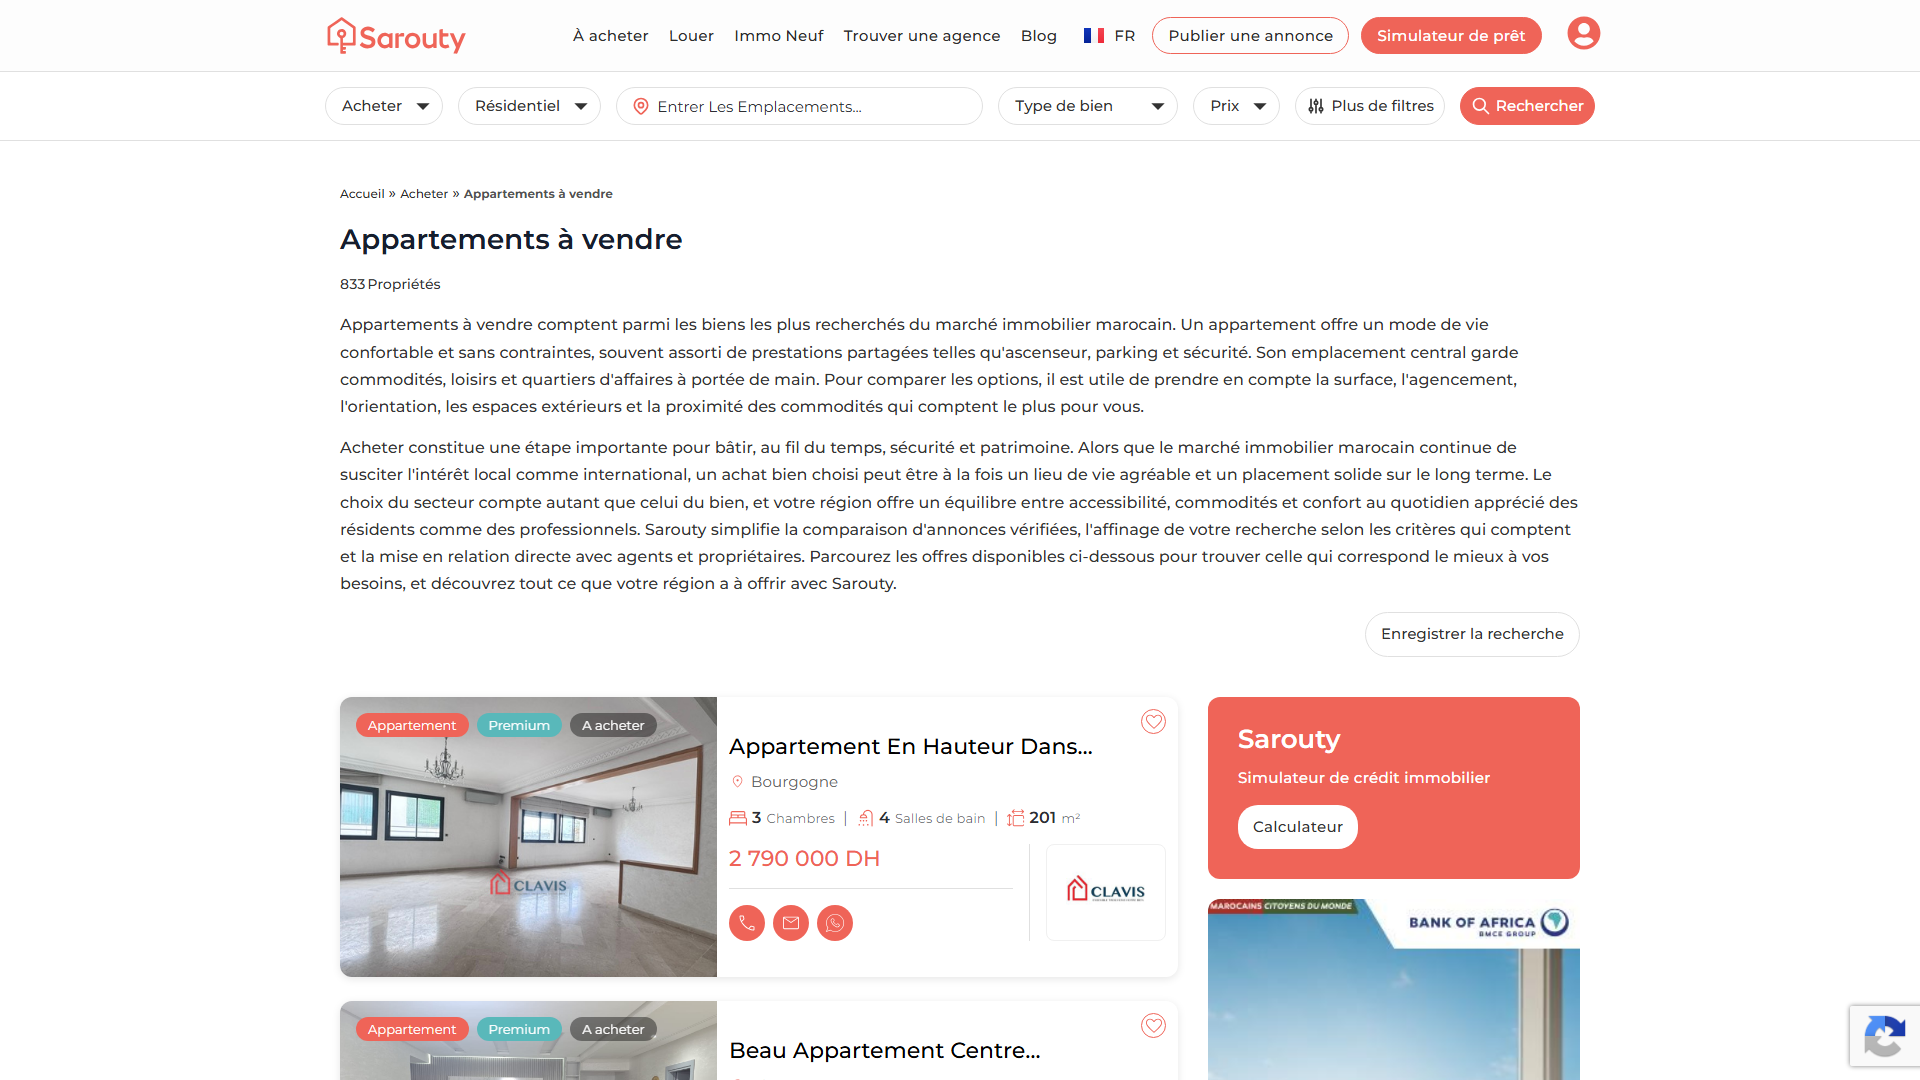 Sarouty
À acheter
Louer
Immo Neuf
Trouver une agence
Blog
FR
Publier une annonce
Simulateur de prêt
Acheter
Résidentiel
Entrer Les Emplacements...
Type de bien
Prix
Plus de filtres
Rechercher
Accueil » Acheter » Appartements à vendre
Appartements à vendre
833 Propriétés
Appartements à vendre comptent parmi les biens les plus recherchés du marché immobilier marocain. Un appartement offre un mode de vie
confortable et sans contraintes, souvent assorti de prestations partagées telles qu'ascenseur, parking et sécurité. Son emplacement central garde
commodités, loisirs et quartiers d'affaires à portée de main. Pour comparer les options, il est utile de prendre en compte la surface, l'agencement,
l'orientation, les espaces extérieurs et la proximité des commodités qui comptent le plus pour vous.
Acheter constitue une étape importante pour bâtir, au fil du temps, sécurité et patrimoine. Alors que le marché immobilier marocain continue de
susciter l'intérêt local comme international, un achat bien choisi peut être à la fois un lieu de vie agréable et un placement solide sur le long terme. Le
choix du secteur compte autant que celui du bien, et votre région offre un équilibre entre accessibilité, commodités et confort au quotidien apprécié des
résidents comme des professionnels. Sarouty simplifie la comparaison d'annonces vérifiées, l'affinage de votre recherche selon les critères qui comptent
et la mise en relation directe avec agents et propriétaires. Parcourez les offres disponibles ci-dessous pour trouver celle qui correspond le mieux à vos
besoins, et découvrez tout ce que votre région a à offrir avec Sarouty.
Enregistrer la recherche
Appartement
Premium
A acheter
CLAVIS
Appartement En Hauteur Dans...
Bourgogne
3 Chambres | 4 Salles de bain | 201 m²
2 790 000 DH
CLAVIS
Sarouty
Simulateur de crédit immobilier
Calculateur
MAROCAINS CITOYENS DU MONDE
BANK OF AFRICA
BMCE GROUP
Appartement
Premium
A acheter
Beau Appartement Centre...